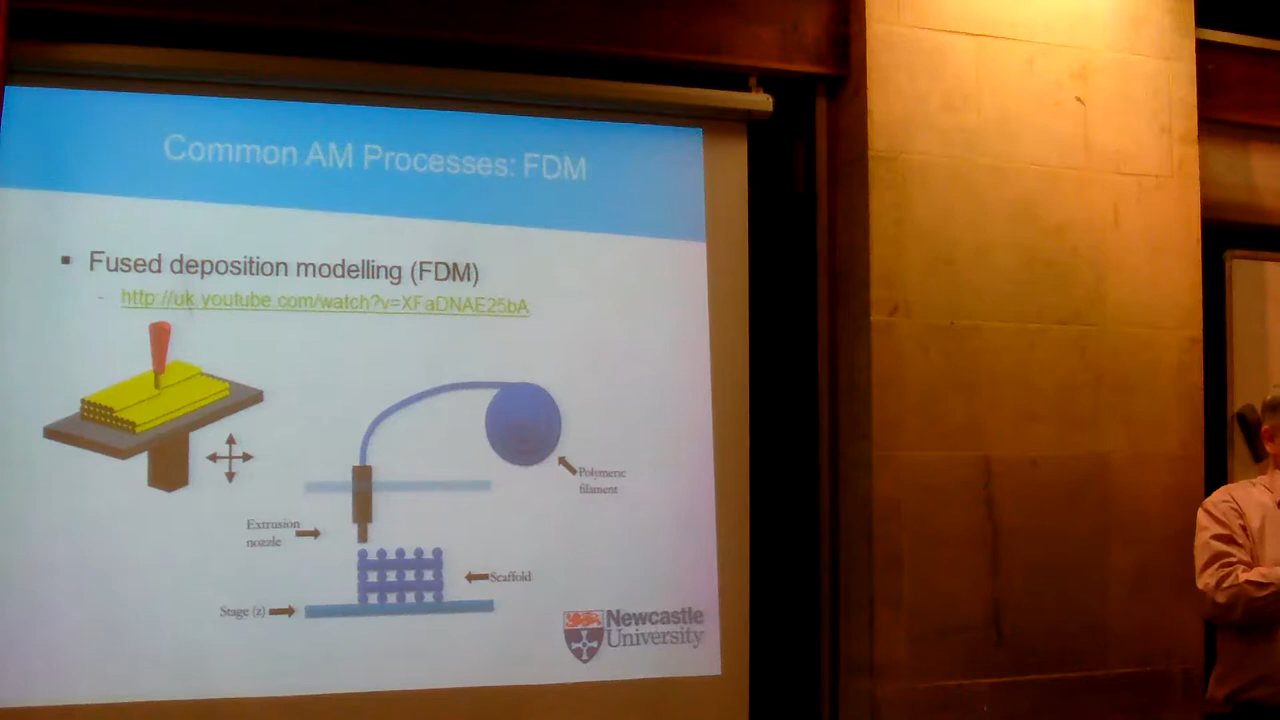 Common AM Processes: FDM
▪ Fused deposition modelling (FDM)
- http://uk.youtube.com/watch?v=XFaDNAE25bA
Polymeric
filament
Extrusion
nozzle
Scaffold
Stage (z)
Newcastle
University